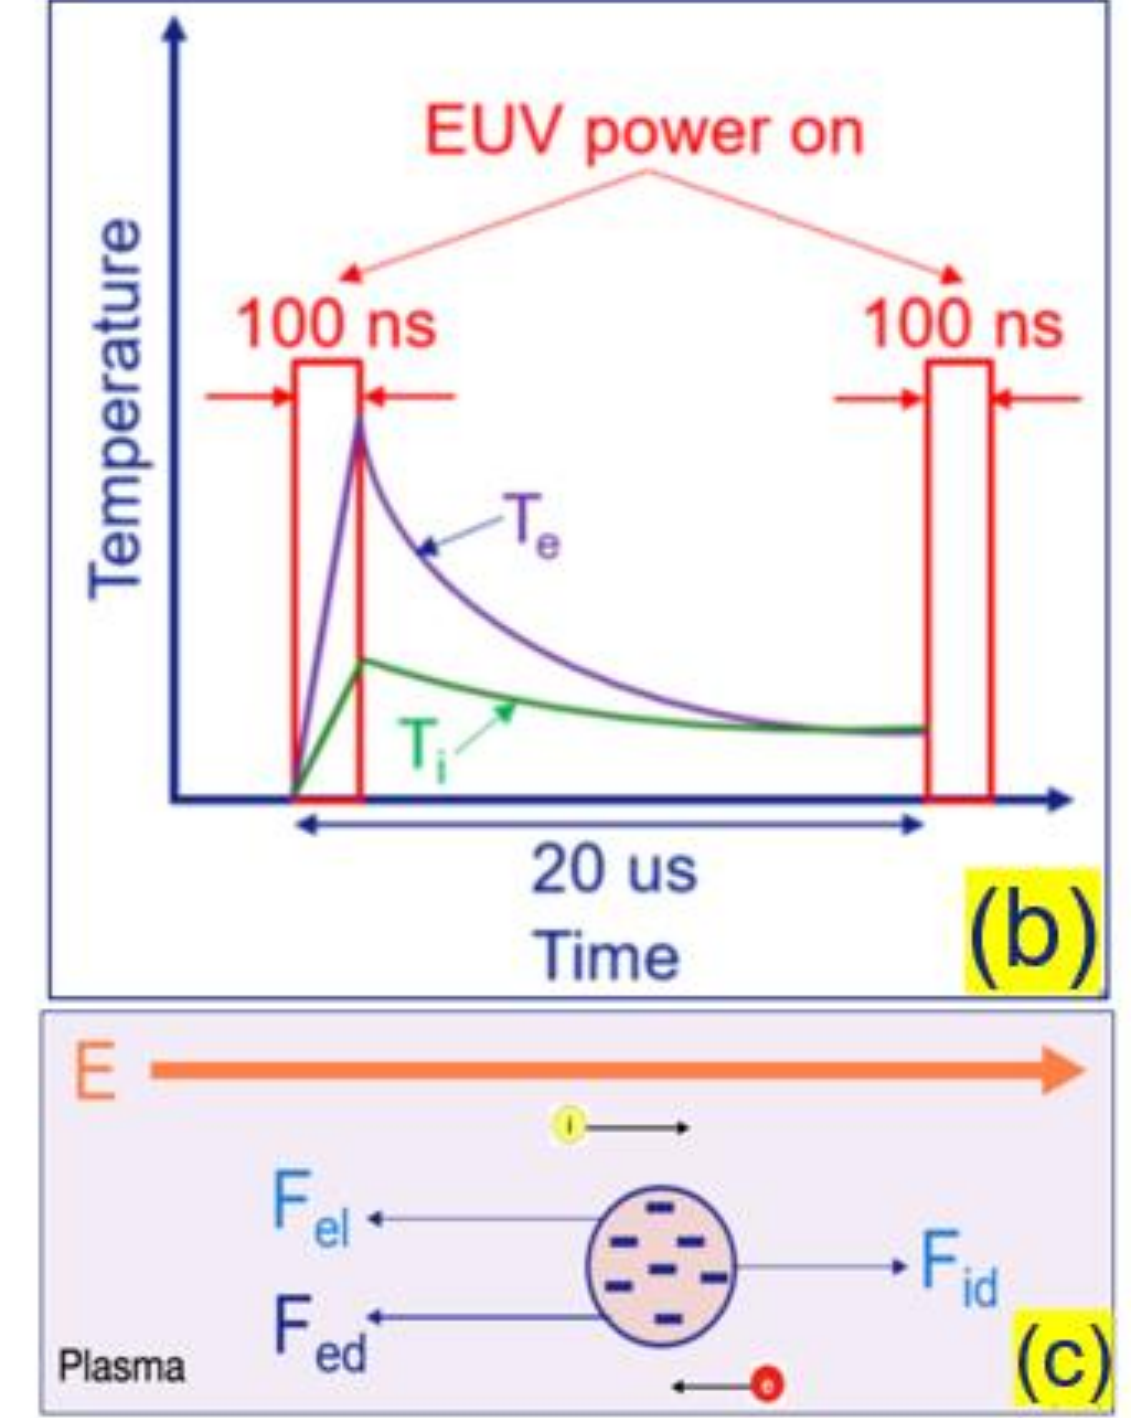 EUV power on
100 ns
100 ns
Temperature
Te
Ti
20 us
Time
(b)
E
i
Fel
Fid
Fed
Plasma
e
(c)